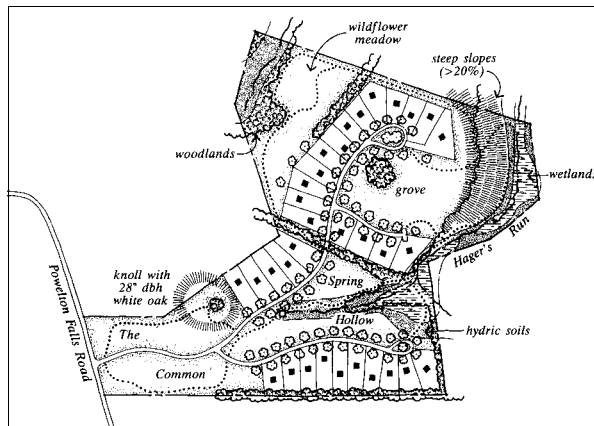 wildflower
meadow
steep slopes
(>20%)
woodlands
wetland.
grove
Hager's Run
knoll with
28" dbh
white oak
Spring
Hollow
hydric soils
The
Common
Powelton Falls Road